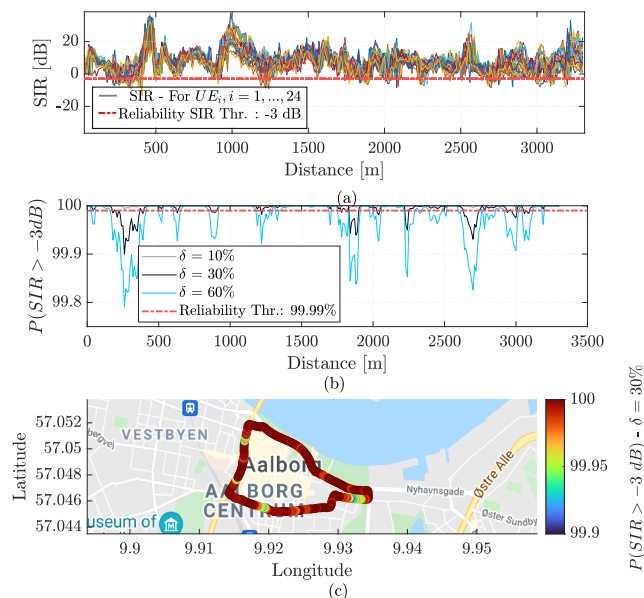 20
0
-20
SIR [dB]
SIR - For UE_i, i = 1, ..., 24
Reliability SIR Thr. : -3 dB
500 1000 1500 2000 2500 3000
Distance [m]
(a)
100
99.9
99.8
P(SIR > -3dB)
δ = 10%
δ = 30%
δ = 60%
Reliability Thr.: 99.99%
0 500 1000 1500 2000 2500 3000 3500
Distance [m]
(b)
57.052
57.05
57.048
57.046
57.044
Latitude
bergvej
VESTBYEN
Aalborg
AALBORG
CENTRUM
useum of
Nyhavnsgade
Østre Alle
Øster Sundby
9.9 9.91 9.92 9.93 9.94 9.95
Longitude
(c)
100
99.95
99.9
P(SIR > -3 dB) - δ = 30%